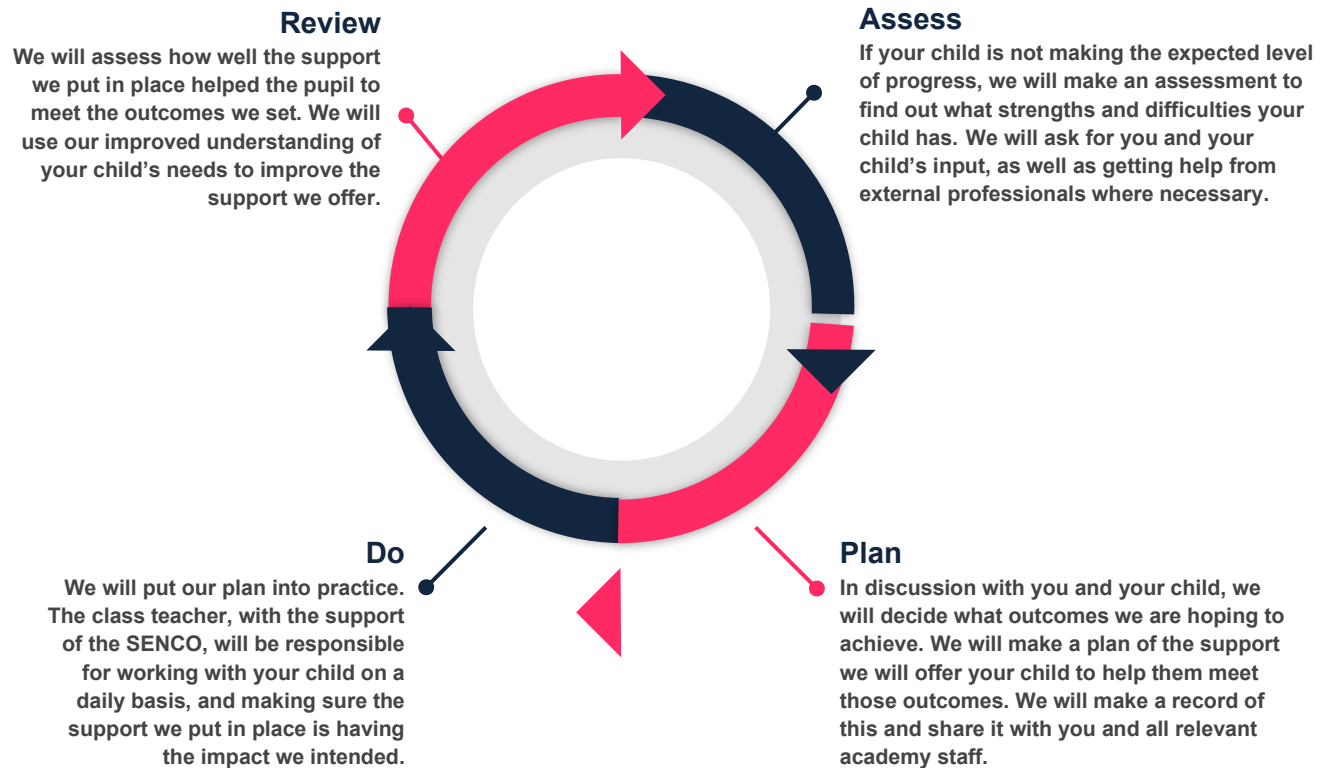 Review
We will assess how well the support
we put in place helped the pupil to
meet the outcomes we set. We will
use our improved understanding of
your child’s needs to improve the
support we offer.
Assess
If your child is not making the expected level
of progress, we will make an assessment to
find out what strengths and difficulties your
child has. We will ask for you and your
child’s input, as well as getting help from
external professionals where necessary.
Do
We will put our plan into practice.
The class teacher, with the support
of the SENCO, will be responsible
for working with your child on a
daily basis, and making sure the
support we put in place is having
the impact we intended.
Plan
In discussion with you and your child, we
will decide what outcomes we are hoping to
achieve. We will make a plan of the support
we will offer your child to help them meet
those outcomes. We will make a record of
this and share it with you and all relevant
academy staff.